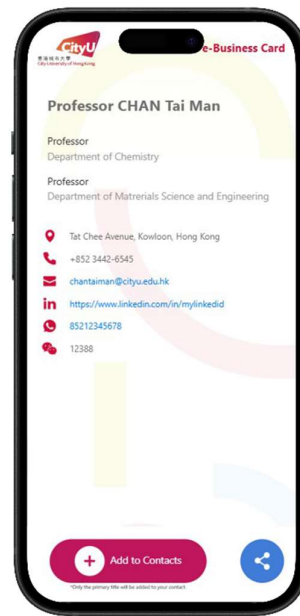 CityU
香港城市大學
City University of Hong Kong
e-Business Card
Professor CHAN Tai Man
Professor
Department of Chemistry
Professor
Department of Matrerials Science and Engineering
Tat Chee Avenue, Kowloon, Hong Kong
+852 3442-6545
chantaiman@cityu.edu.hk
in
https://www.linkedin.com/in/mylinkedid
85212345678
12388
Add to Contacts
*Only the primary title will be added to your contact